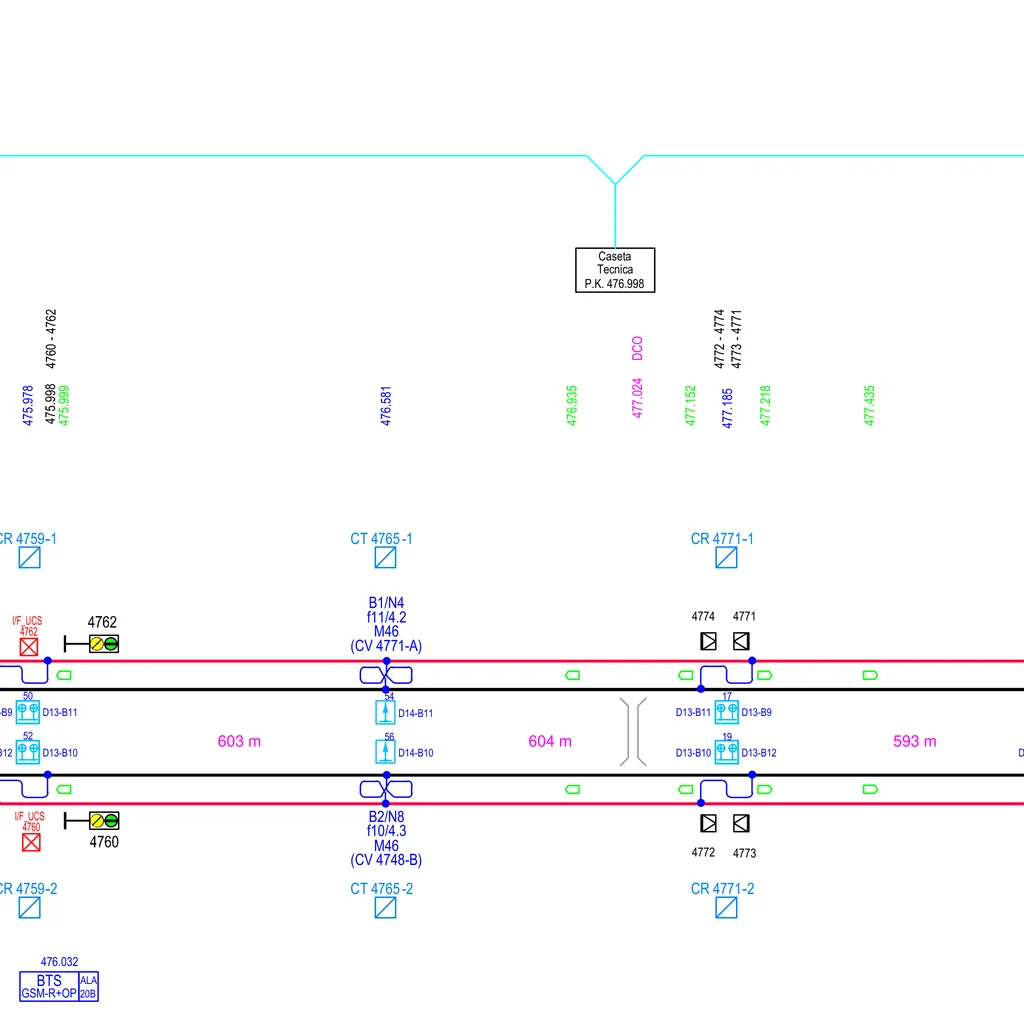 Caseta
Tecnica
P.K. 476.998
4760 - 4762
DCO
4772 - 4774
4773 - 4771
475.978
475.998
475.999
476.581
476.935
477.024
477.152
477.185
477.218
477.435
CR 4759-1
CT 4765-1
CR 4771-1
I/F_UCS
4762
4762
B1/N4
f11/4.2
M46
(CV 4771-A)
4774
4771
50
54
17
-B9
D13-B11
D14-B11
D13-B11
D13-B9
603 m
604 m
593 m
52
56
19
B12
D13-B10
D14-B10
D13-B10
D13-B12
D
I/F_UCS
4760
4760
B2/N8
f10/4.3
M46
(CV 4748-B)
4772
4773
CR 4759-2
CT 4765-2
CR 4771-2
476.032
BTS
GSM-R+OP
ALA
20B